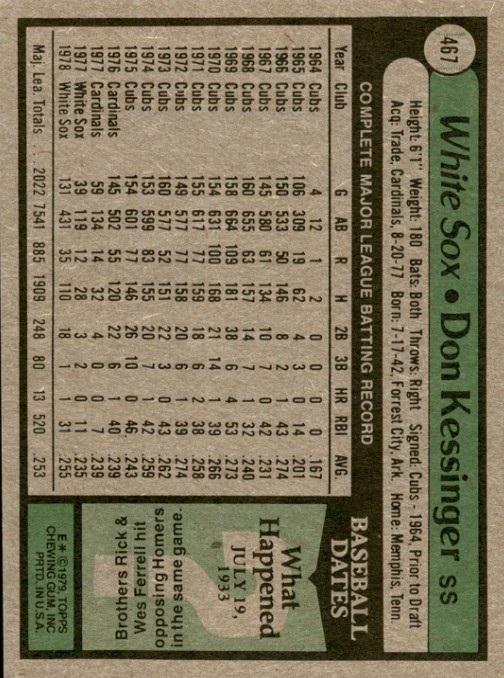 467
White Sox • Don Kessinger SS
Height: 6'1" Weight: 180 Bats: Both Throws: Right Signed: Cubs - 1964, Prior to Draft
Acq: Trade, Cardinals, 8-20-77 Born: 7-17-42, Forrest City, Ark. Home: Memphis, Tenn.
COMPLETE MAJOR LEAGUE BATTING RECORD
Year Club G AB R H 2B 3B HR RBI AVG
1964 Cubs 4 12 1 2 0 0 0 0 .167
1965 Cubs 106 309 19 62 4 3 0 14 .201
1966 Cubs 150 533 50 146 8 2 1 43 .274
1967 Cubs 145 580 61 134 10 7 0 42 .231
1968 Cubs 160 655 63 157 14 7 1 32 .240
1969 Cubs 158 664 109 181 38 6 4 53 .273
1970 Cubs 154 631 100 168 21 14 1 39 .266
1971 Cubs 155 617 77 159 18 6 2 38 .258
1972 Cubs 149 577 77 158 20 6 1 39 .274
1973 Cubs 160 577 52 151 22 3 0 43 .262
1974 Cubs 153 599 83 155 20 7 1 42 .259
1975 Cubs 154 601 77 146 26 10 0 46 .243
1976 Cardinals 145 502 55 120 22 6 1 40 .239
1977 Cardinals 59 134 14 32 4 0 0 7 .239
1977 White Sox 39 119 12 28 3 2 0 11 .235
1978 White Sox 131 431 35 110 18 1 1 31 .255
Maj. Lea. Totals . . 2022 7541 885 1909 248 80 13 520 .253
BASEBALL
DATES
What
Happened
JULY 19,
1933
Brothers Rick &
Wes Ferrell hit
opposing Homers
in the same game.
E * © 1979, TOPPS
CHEWING GUM, INC
PRTD. IN U.S.A.